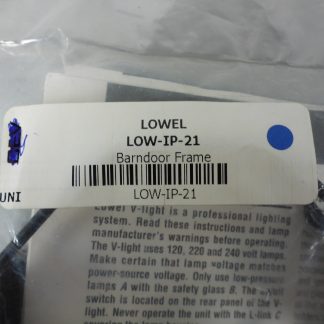 LOWEL
LOW-IP-21
Barndoor Frame
LOW-IP-21
UNI
Lowel V-light is a professional lighting
system. Read these instructions and lamp
manufacturer's warnings before operating.
The V-light uses 120, 220 and 240 volt lamps.
Make certain that lamp voltage matches
power-source voltage. Only use low-pressure
lamps A with the safety glass B. The
switch is located on the rear panel of the V-
light. Never operate the unit with the L-link C